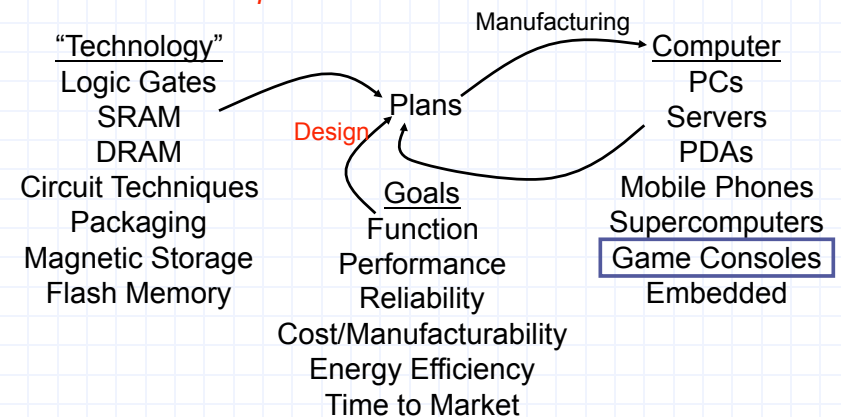 Manufacturing
“Technology”
Logic Gates
SRAM
DRAM
Circuit Techniques
Packaging
Magnetic Storage
Flash Memory
Plans
Design
Goals
Function
Performance
Reliability
Cost/Manufacturability
Energy Efficiency
Time to Market
Computer
PCs
Servers
PDAs
Mobile Phones
Supercomputers
Game Consoles
Embedded